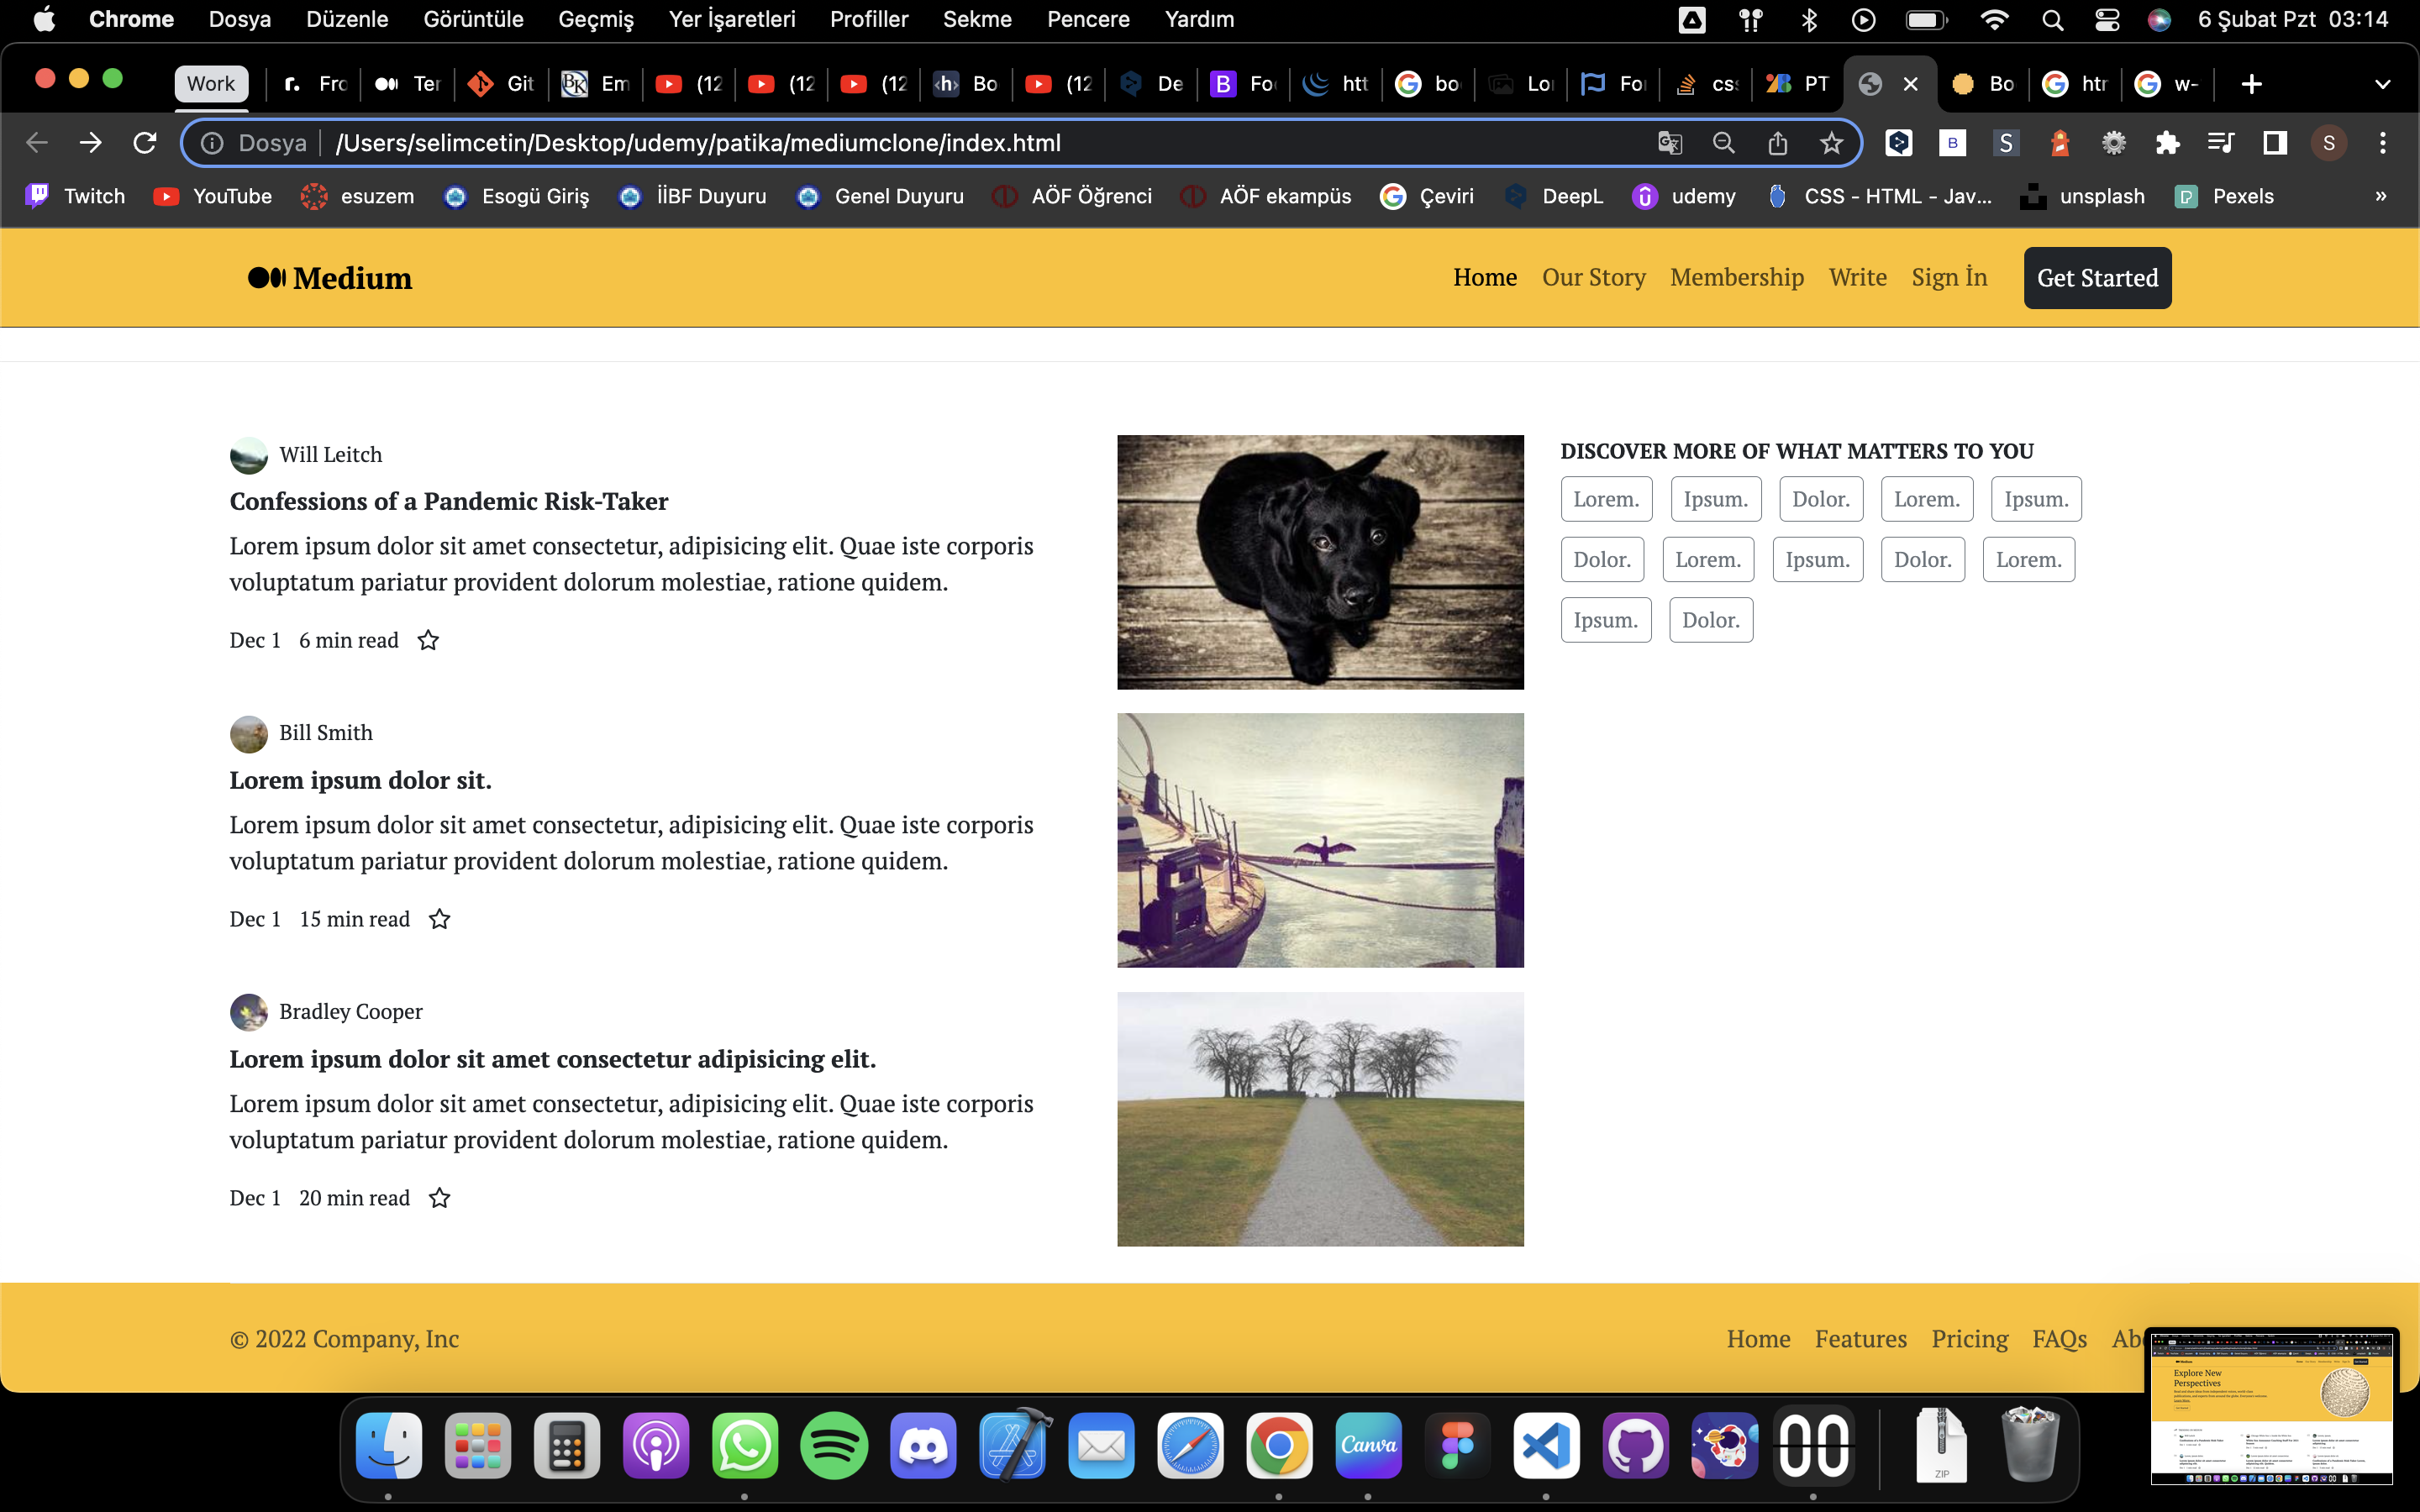 Chrome Dosya Düzenle Görüntüle Geçmiş Yer İşaretleri Profiller Sekme Pencere Yardım 6 Şubat Pzt 03:14
Work Fro Ter Git Em (12 (12 (12 Bo (12 De Fo htt bo Lo Fo css PT Bo htr w-
Dosya /Users/selimcetin/Desktop/udemy/patika/mediumclone/index.html S
Twitch YouTube esuzem Esogü Giriş İİBF Duyuru Genel Duyuru AÖF Öğrenci AÖF ekampüs Çeviri DeepL udemy CSS - HTML - Jav... unsplash Pexels »
Medium Home Our Story Membership Write Sign İn Get Started
Will Leitch
Confessions of a Pandemic Risk-Taker
Lorem ipsum dolor sit amet consectetur, adipisicing elit. Quae iste corporis
voluptatum pariatur provident dolorum molestiae, ratione quidem.
Dec 1 6 min read
Bill Smith
Lorem ipsum dolor sit.
Lorem ipsum dolor sit amet consectetur, adipisicing elit. Quae iste corporis
voluptatum pariatur provident dolorum molestiae, ratione quidem.
Dec 1 15 min read
Bradley Cooper
Lorem ipsum dolor sit amet consectetur adipisicing elit.
Lorem ipsum dolor sit amet consectetur, adipisicing elit. Quae iste corporis
voluptatum pariatur provident dolorum molestiae, ratione quidem.
Dec 1 20 min read
DISCOVER MORE OF WHAT MATTERS TO YOU
Lorem. Ipsum. Dolor. Lorem. Ipsum.
Dolor. Lorem. Ipsum. Dolor. Lorem.
Ipsum. Dolor.
© 2022 Company, Inc Home Features Pricing FAQs Ab
Explore New
Perspectives
Canva
ZIP